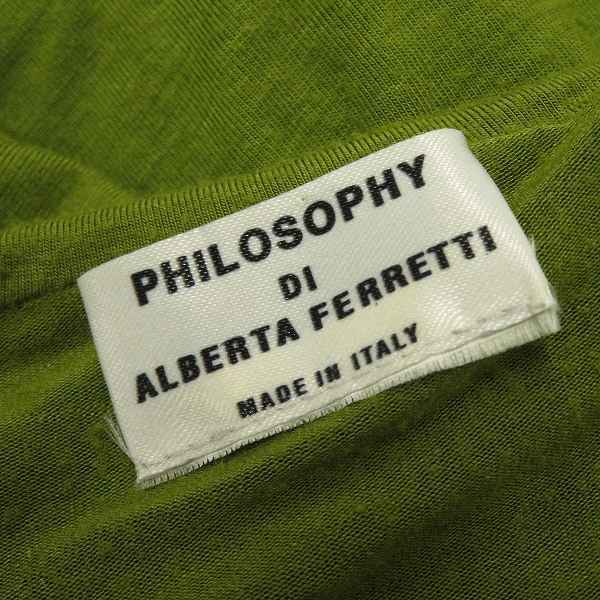 PHILOSOPHY
DI
ALBERTA FERRETTI
MADE IN ITALY